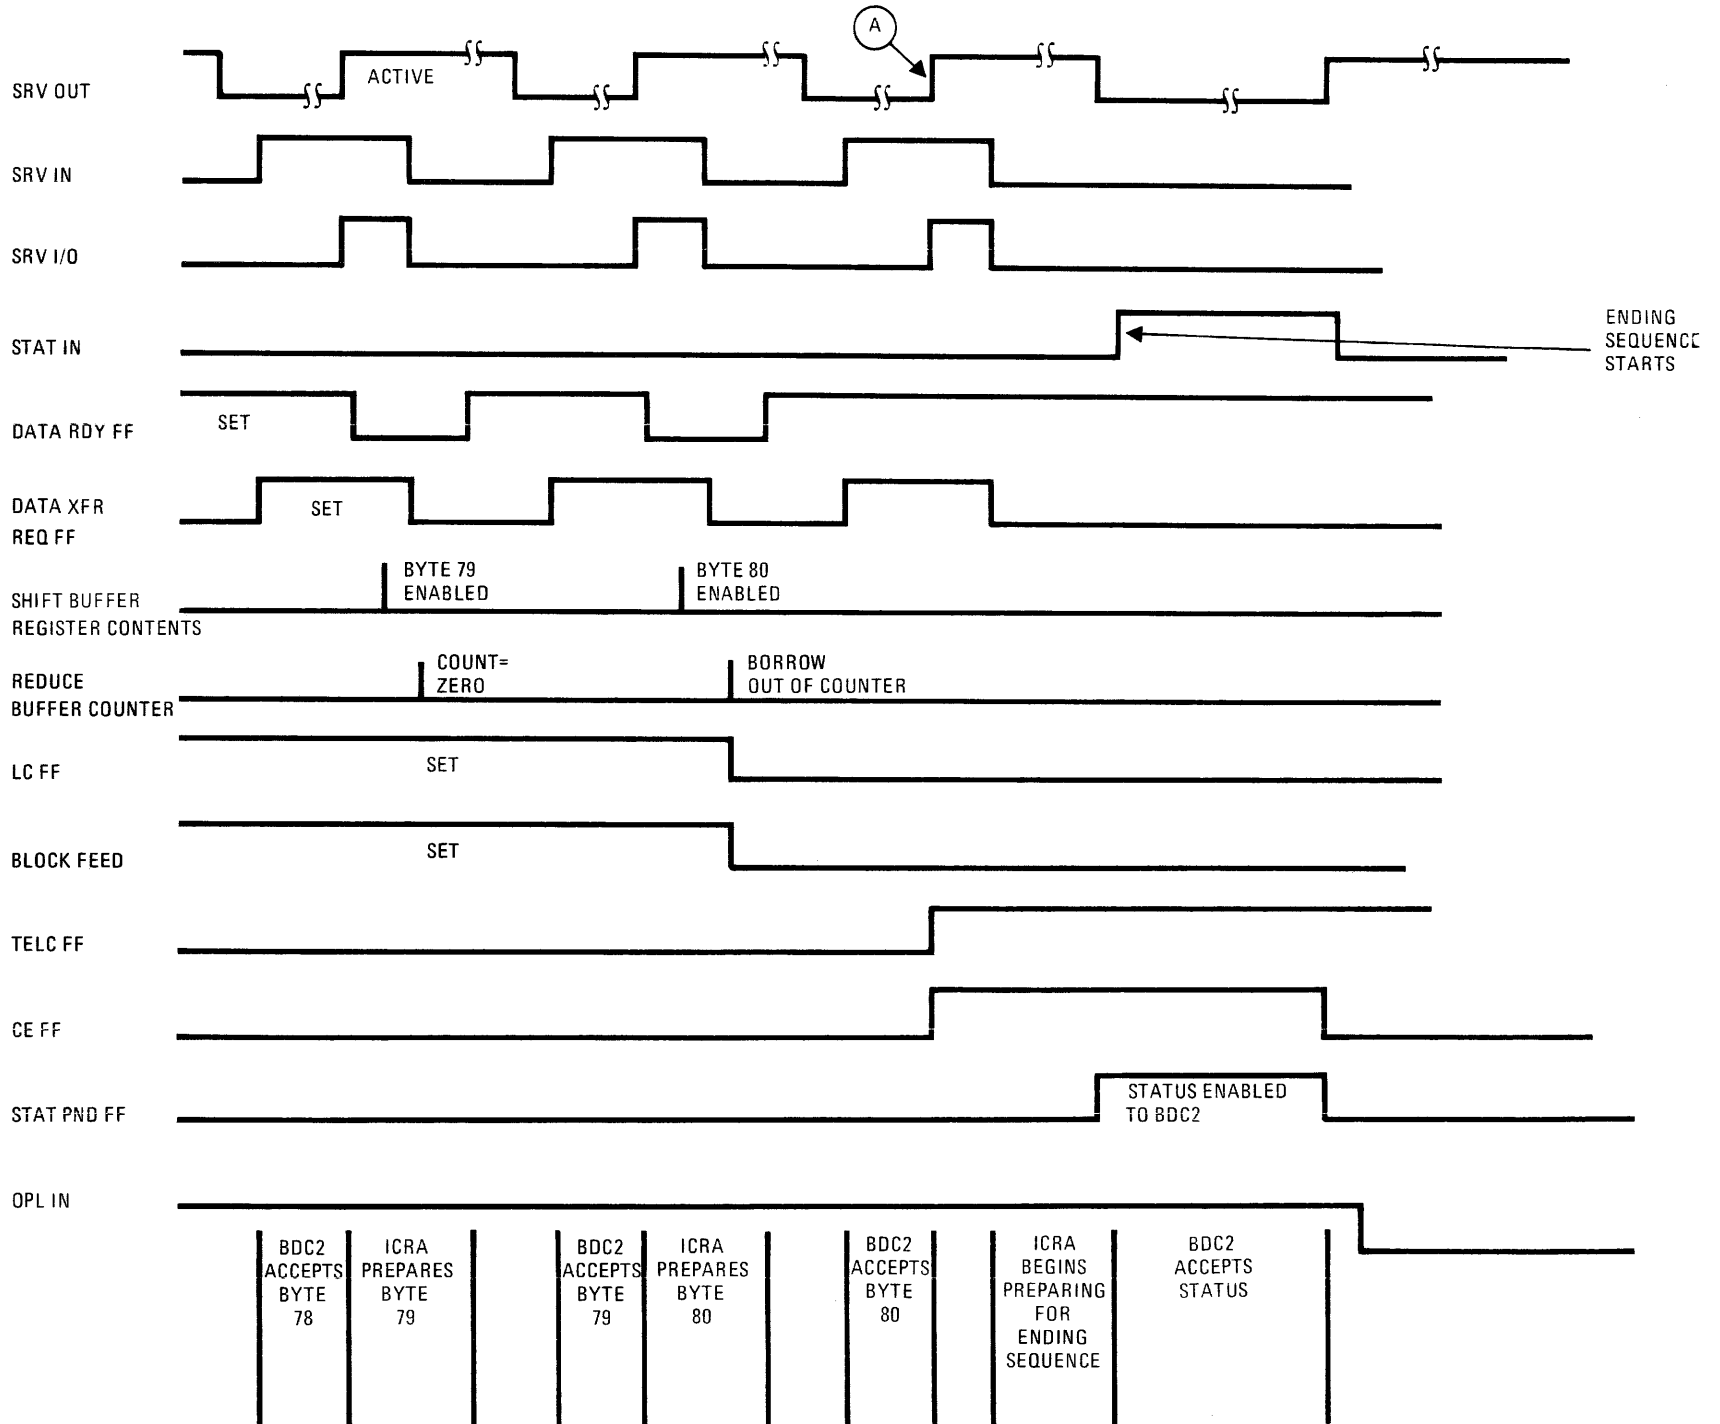 A
SRV OUT
ACTIVE
SRV IN
SRV I/O
STAT IN
ENDING
SEQUENCE
STARTS
DATA RDY FF
SET
DATA XFR
REQ FF
SET
SHIFT BUFFER
REGISTER CONTENTS
BYTE 79
ENABLED
BYTE 80
ENABLED
REDUCE
BUFFER COUNTER
COUNT=
ZERO
BORROW
OUT OF COUNTER
LC FF
SET
BLOCK FEED
SET
TELC FF
CE FF
STAT PND FF
STATUS ENABLED
TO BDC2
OPL IN
BDC2
ACCEPTS
BYTE
78
ICRA
PREPARES
BYTE
79
BDC2
ACCEPTS
BYTE
79
ICRA
PREPARES
BYTE
80
BDC2
ACCEPTS
BYTE
80
ICRA
BEGINS
PREPARING
FOR
ENDING
SEQUENCE
BDC2
ACCEPTS
STATUS